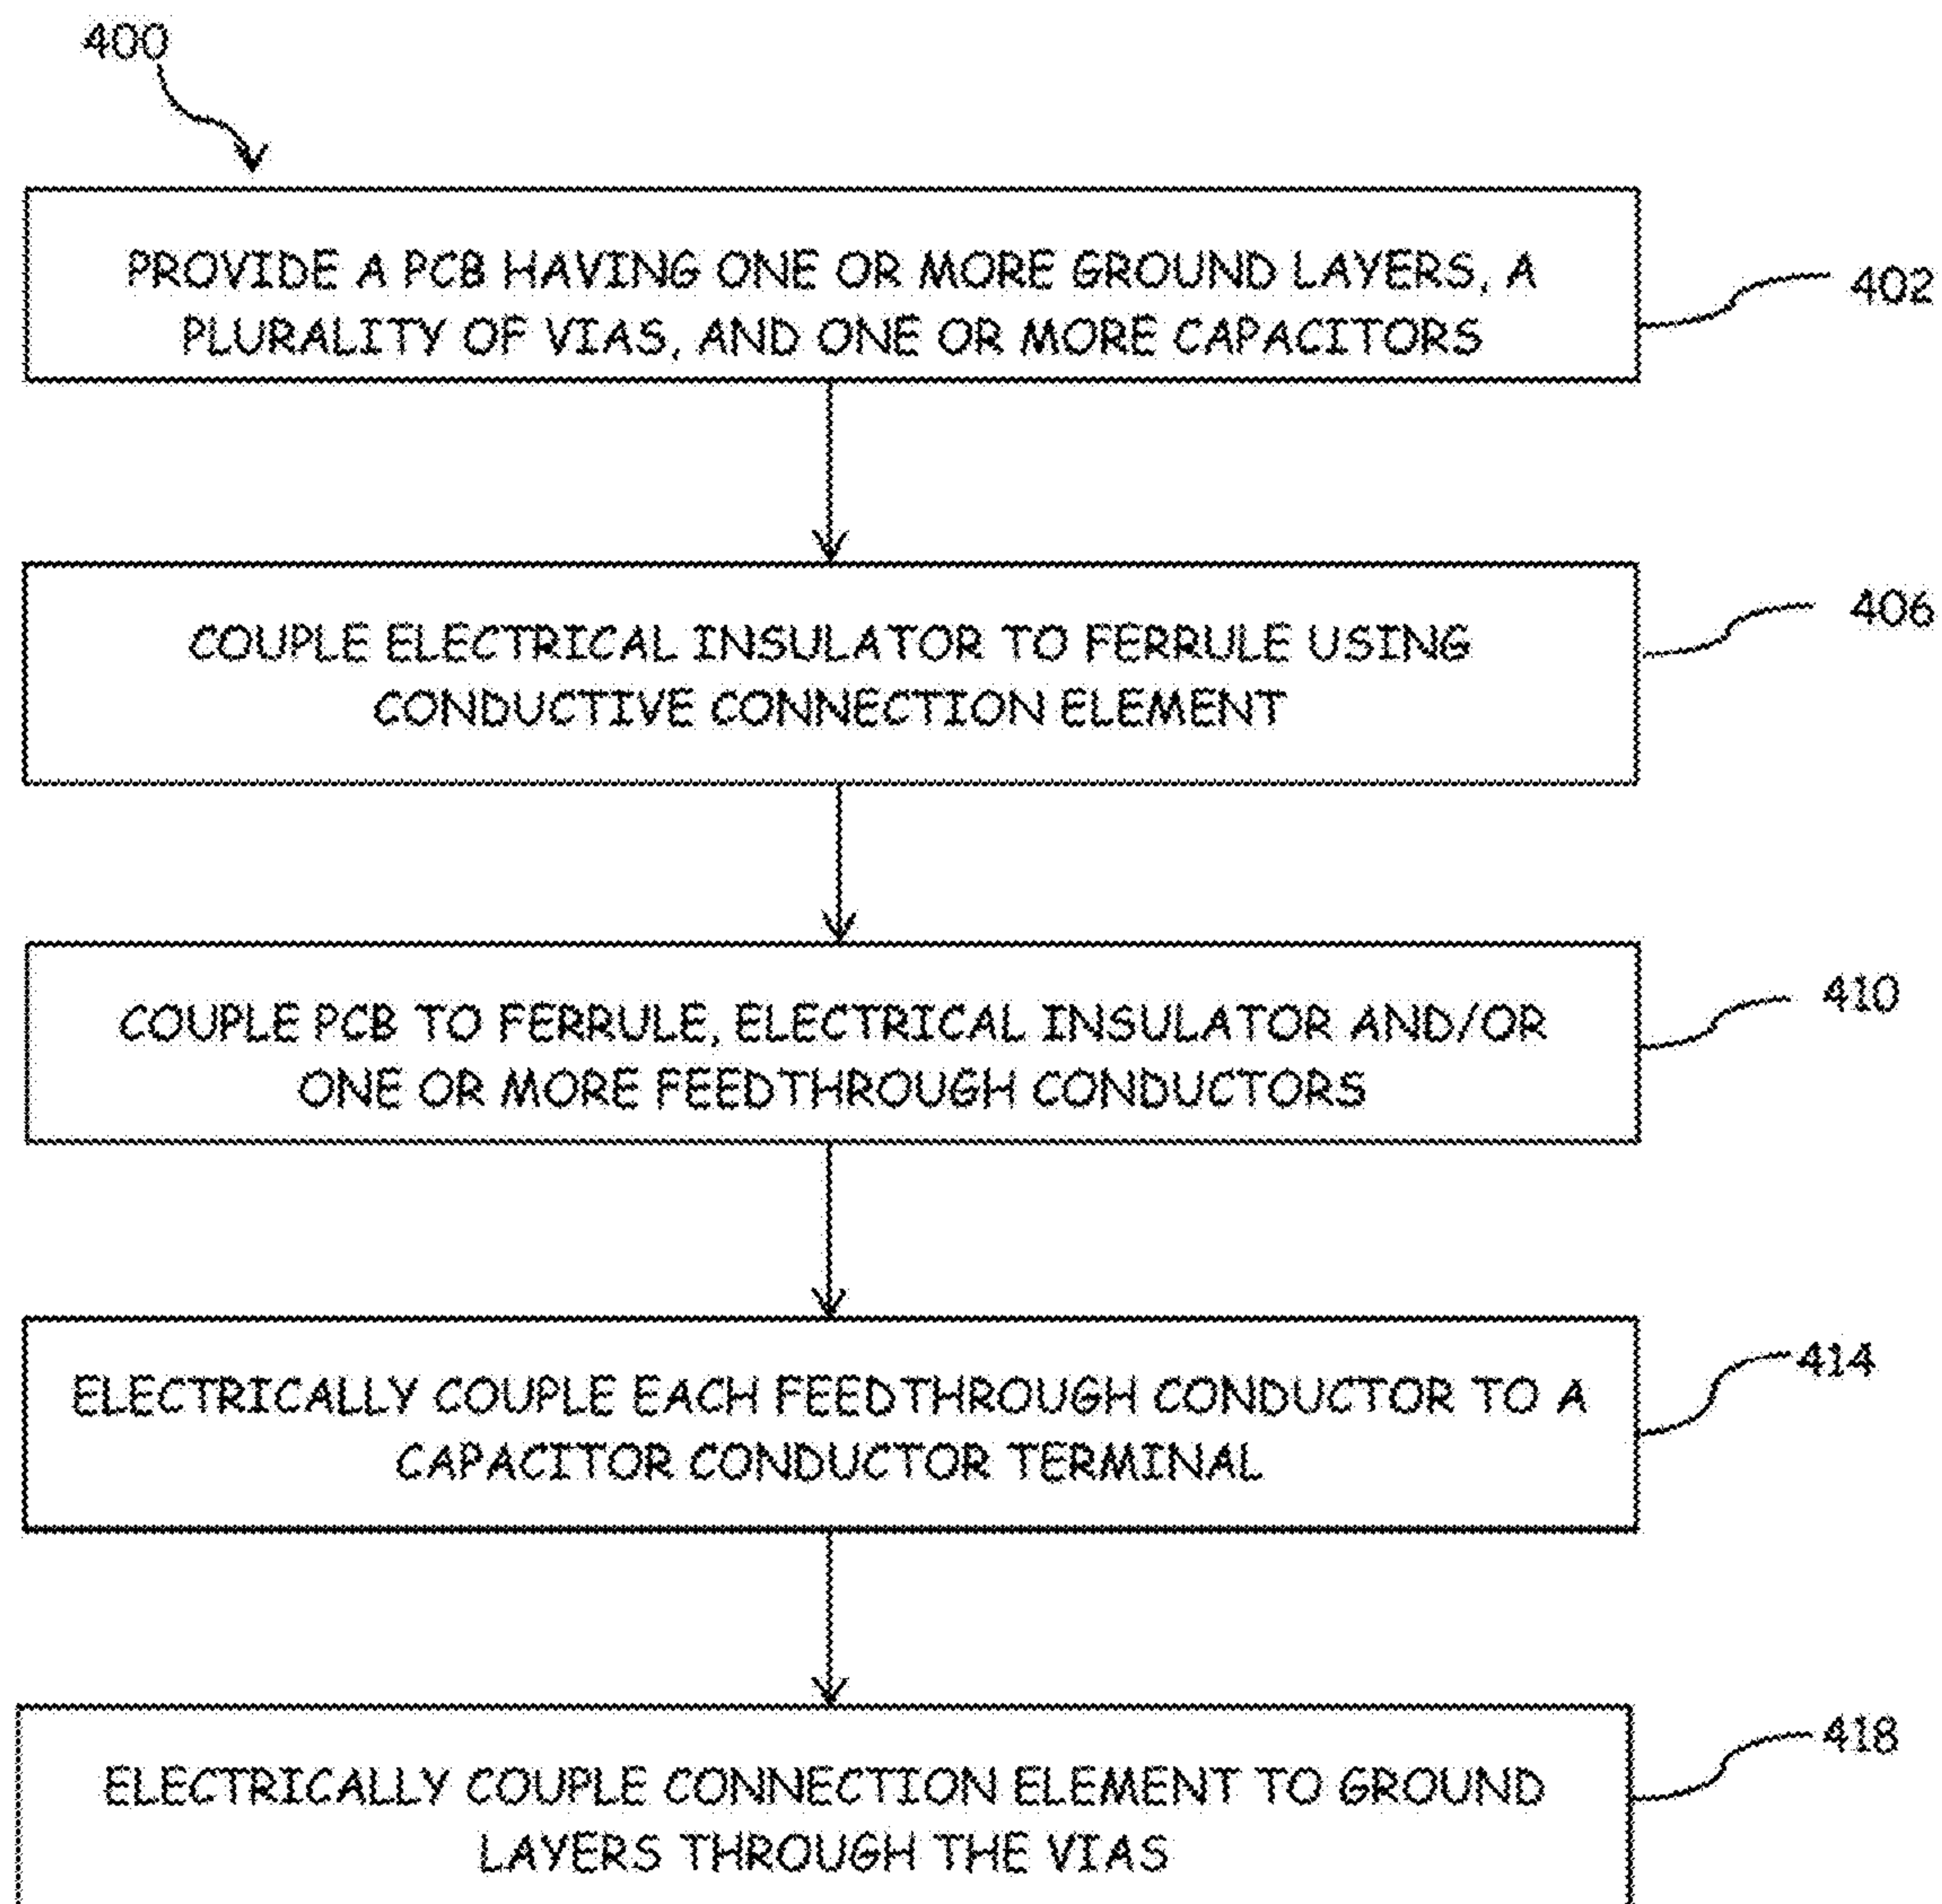 400
PROVIDE A PCB HAVING ONE OR MORE GROUND LAYERS, A
PLURALITY OF VIAS, AND ONE OR MORE CAPACITORS
402
COUPLE ELECTRICAL INSULATOR TO FERRULE USING
CONDUCTIVE CONNECTION ELEMENT
406
COUPLE PCB TO FERRULE, ELECTRICAL INSULATOR AND/OR
ONE OR MORE FEEDTHROUGH CONDUCTORS
410
ELECTRICALLY COUPLE EACH FEEDTHROUGH CONDUCTOR TO A
CAPACITOR CONDUCTOR TERMINAL
414
ELECTRICALLY COUPLE CONNECTION ELEMENT TO GROUND
LAYERS THROUGH THE VIAS
418